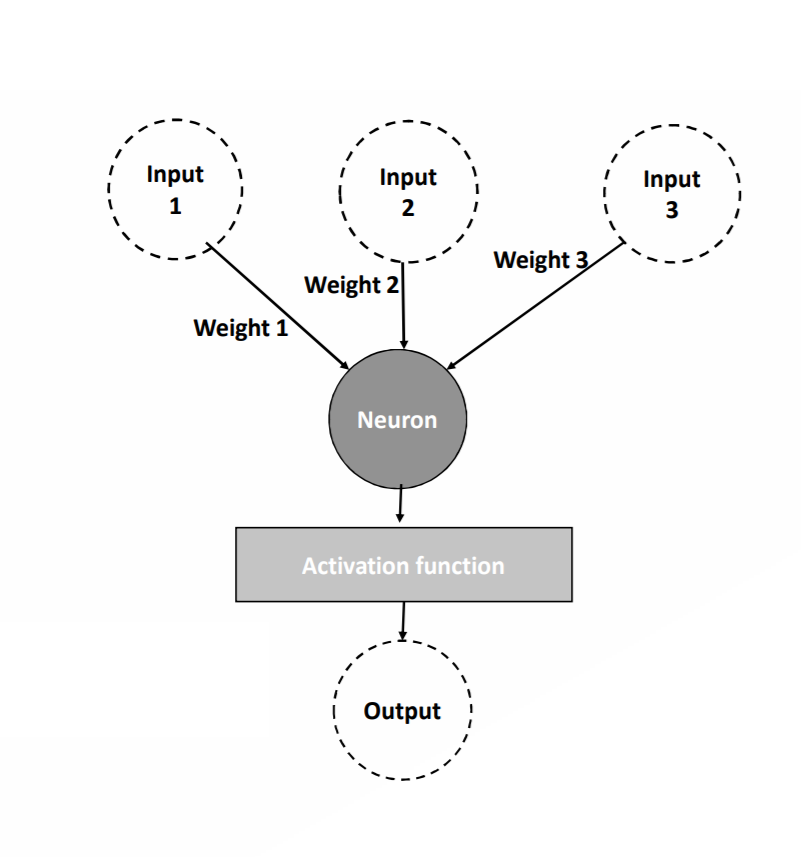 Input
1
Input
2
Input
3
Weight 1
Weight 2
Weight 3
Neuron
Activation function
Output